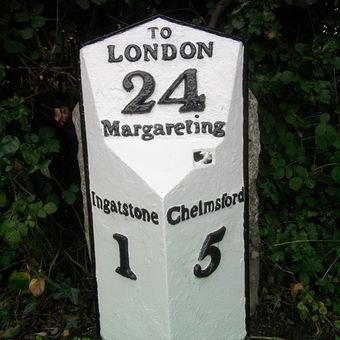 TO
LONDON
24
Margareting
Ingatstone Chelmsford
1 5